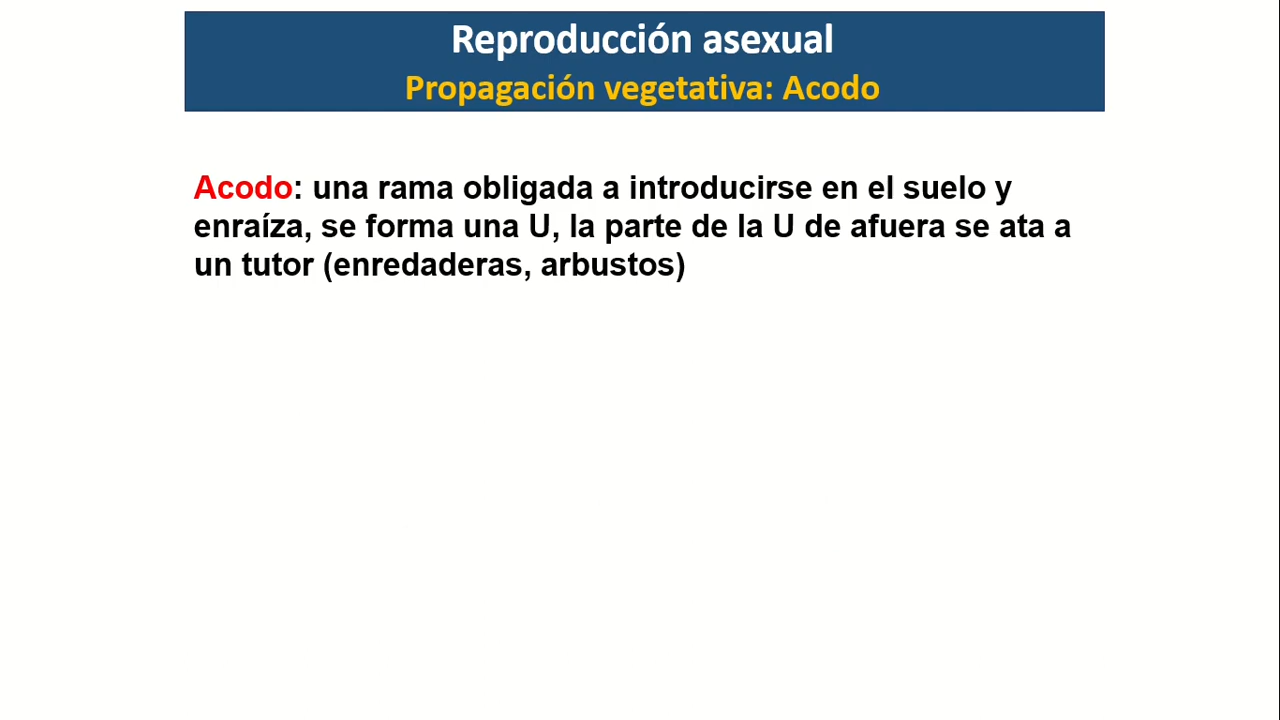 Reproducción asexual
Propagación vegetativa: Acodo
Acodo: una rama obligada a introducirse en el suelo y
enraíza, se forma una U, la parte de la U de afuera se ata a
un tutor (enredaderas, arbustos)